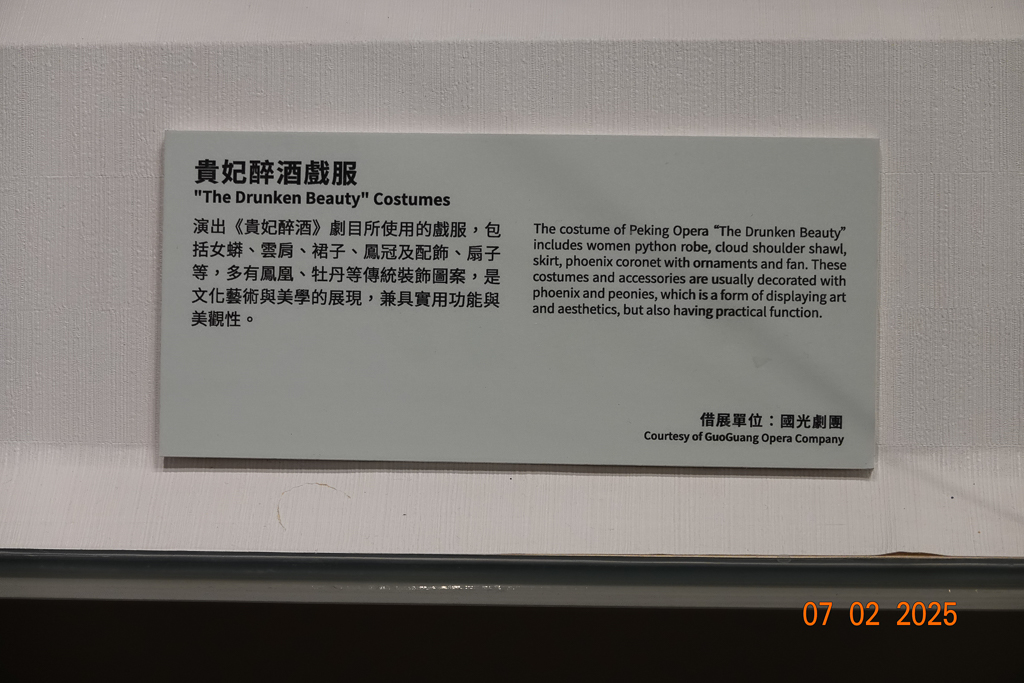 貴妃醉酒戲服
"The Drunken Beauty" Costumes
演出《貴妃醉酒》劇目所使用的戲服，包
括女蟒、雲肩、裙子、鳳冠及配飾、扇子
等，多有鳳凰、牡丹等傳統裝飾圖案，是
文化藝術與美學的展現，兼具實用功能與
美觀性。
The costume of Peking Opera “The Drunken Beauty”
includes women python robe, cloud shoulder shawl,
skirt, phoenix coronet with ornaments and fan. These
costumes and accessories are usually decorated with
phoenix and peonies, which is a form of displaying art
and aesthetics, but also having practical function.
借展單位：國光劇團
Courtesy of GuoGuang Opera Company
07 02 2025